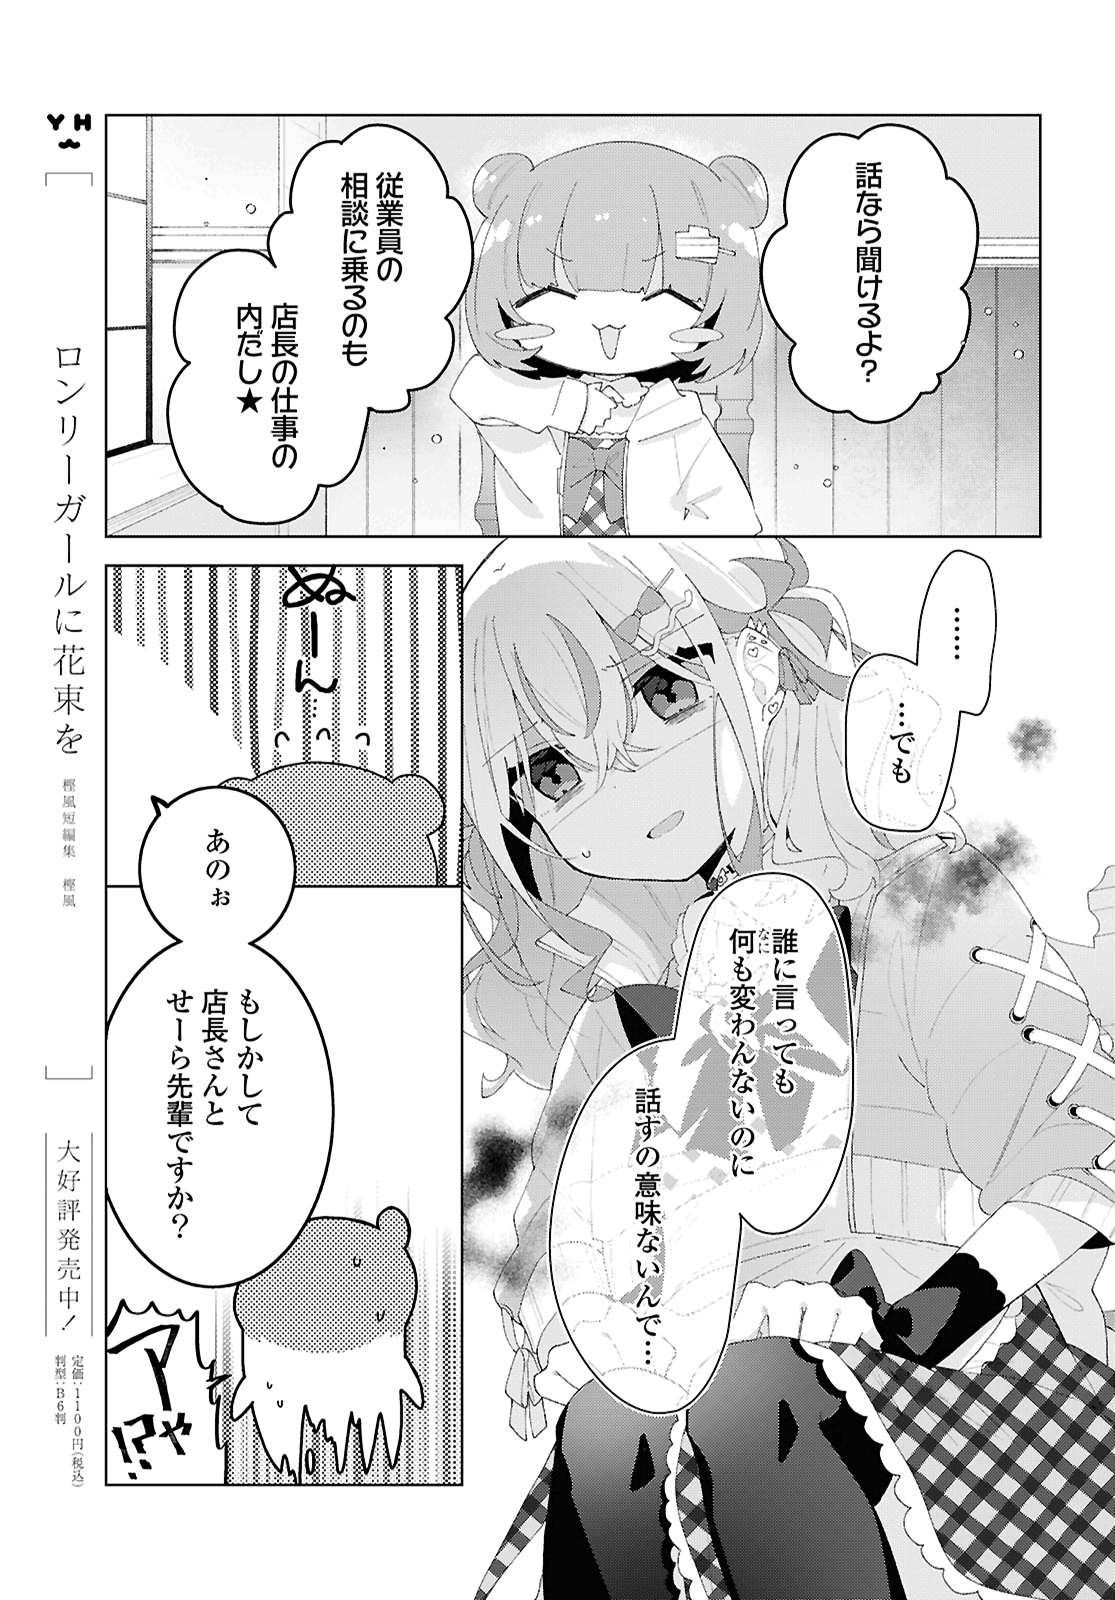 話なら聞けるよ?
従業員の
相談に乗るのも
店長の仕事の
内だし★
……
…でも
誰に言っても
何も変わんないのに
なに
話すの意味ないんで…
ぬーん…
あのぉ
もしかして
店長さんと
せーら先輩ですか?
アーャ!?
YH
ロンリーガールに花束を
樫風短編集 樫風
大好評発売中!
定価:1100円(税込)
判型:B6判